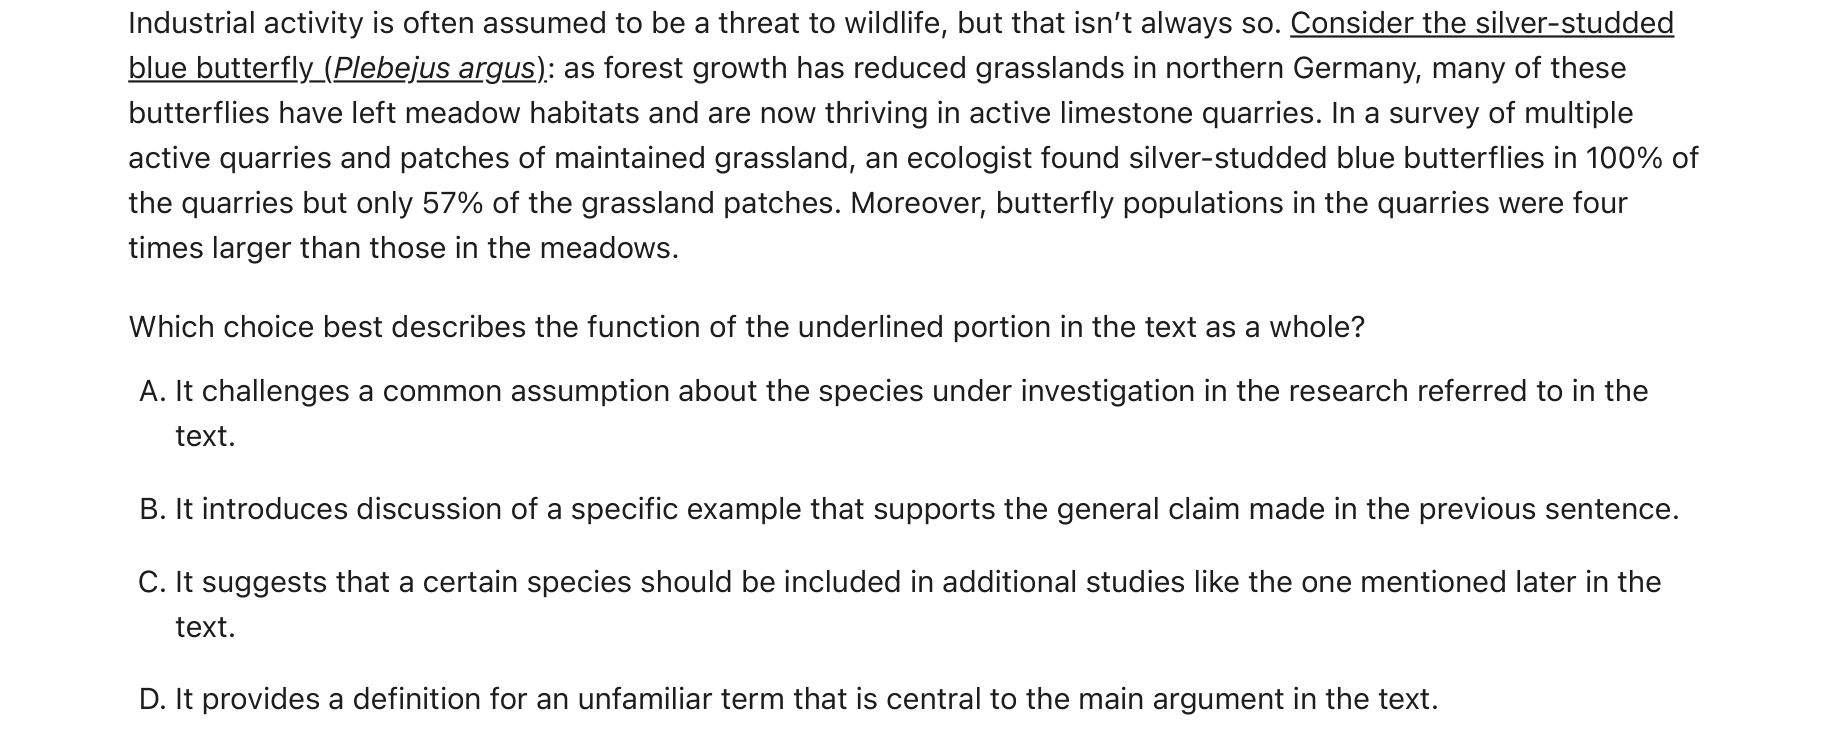 Industrial activity is often assumed to be a threat to wildlife, but that isn’t always so. Consider the silver-studded
blue butterfly (Plebejus argus): as forest growth has reduced grasslands in northern Germany, many of these
butterflies have left meadow habitats and are now thriving in active limestone quarries. In a survey of multiple
active quarries and patches of maintained grassland, an ecologist found silver-studded blue butterflies in 100% of
the quarries but only 57% of the grassland patches. Moreover, butterfly populations in the quarries were four
times larger than those in the meadows.
Which choice best describes the function of the underlined portion in the text as a whole?
A. It challenges a common assumption about the species under investigation in the research referred to in the
text.
B. It introduces discussion of a specific example that supports the general claim made in the previous sentence.
C. It suggests that a certain species should be included in additional studies like the one mentioned later in the
text.
D. It provides a definition for an unfamiliar term that is central to the main argument in the text.